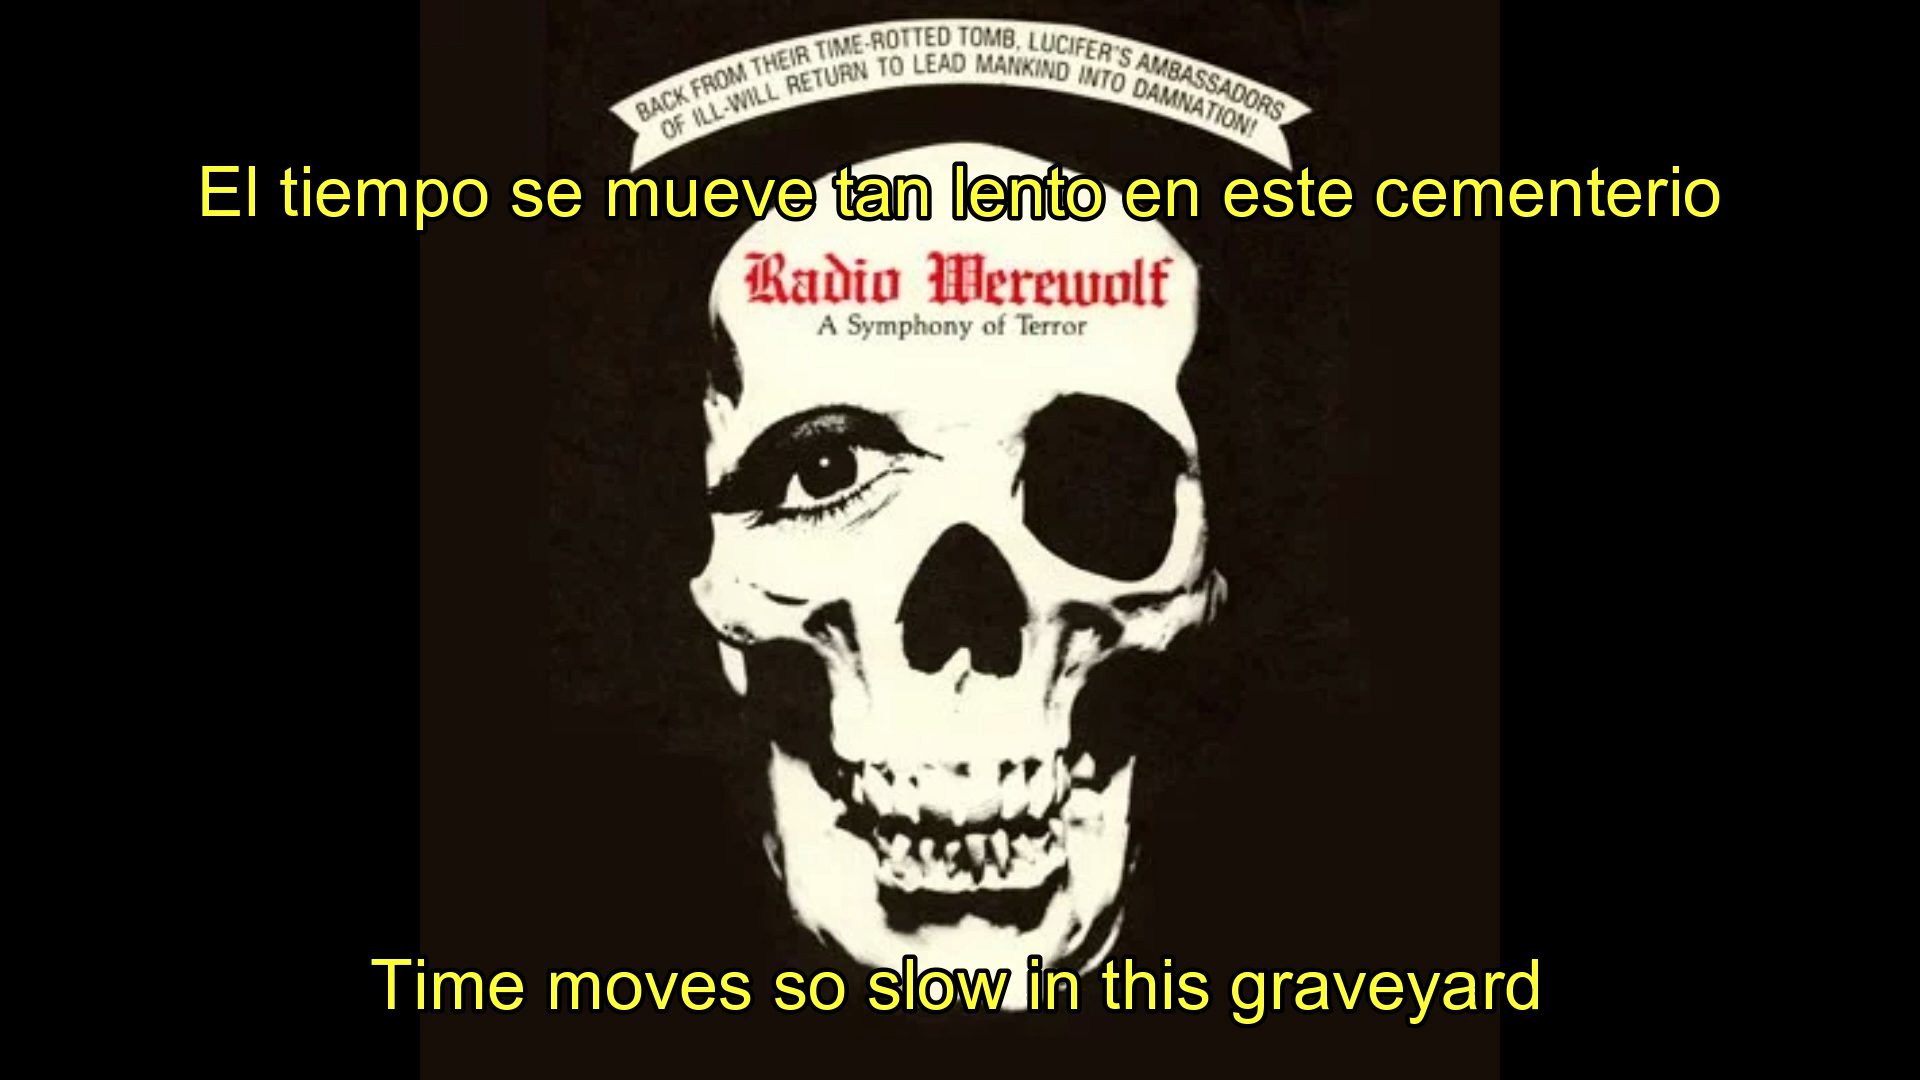 BACK FROM THEIR TIME-ROTTED TOMB, LUCIFER'S AMBASSADORS
OF ILL-WILL RETURN TO LEAD MANKIND INTO DAMNATION!
El tiempo se mueve tan lento en este cementerio
Radio Werewolf
A Symphony of Terror
Time moves so slow in this graveyard